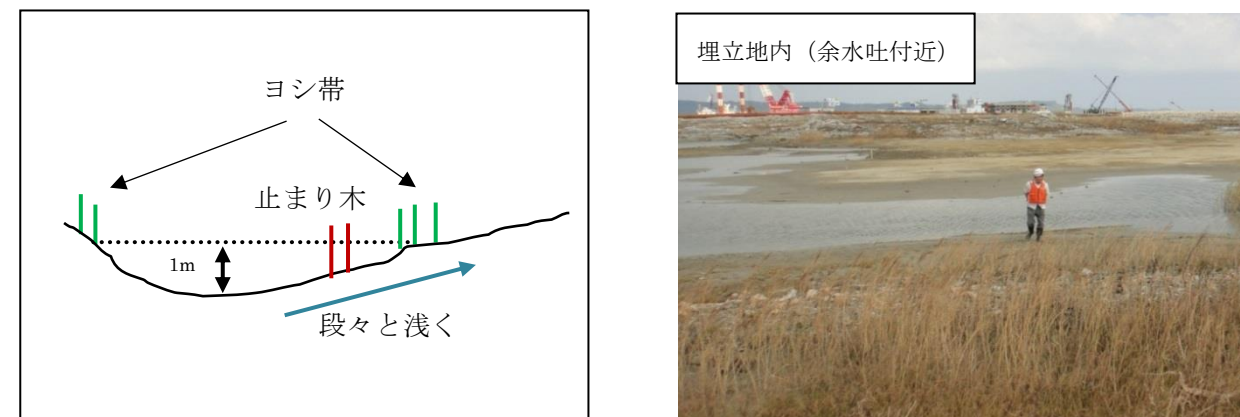 ヨシ帯
止まり木
1m
段々と浅く
埋立地内（余水吐付近）